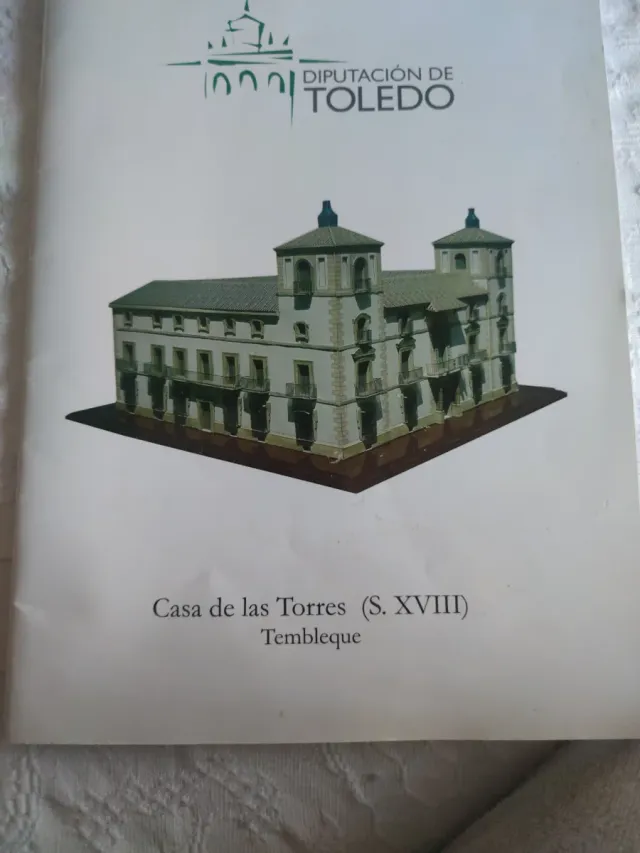 DIPUTACIÓN DE
TOLEDO
Casa de las Torres (S. XVIII)
Tembleque